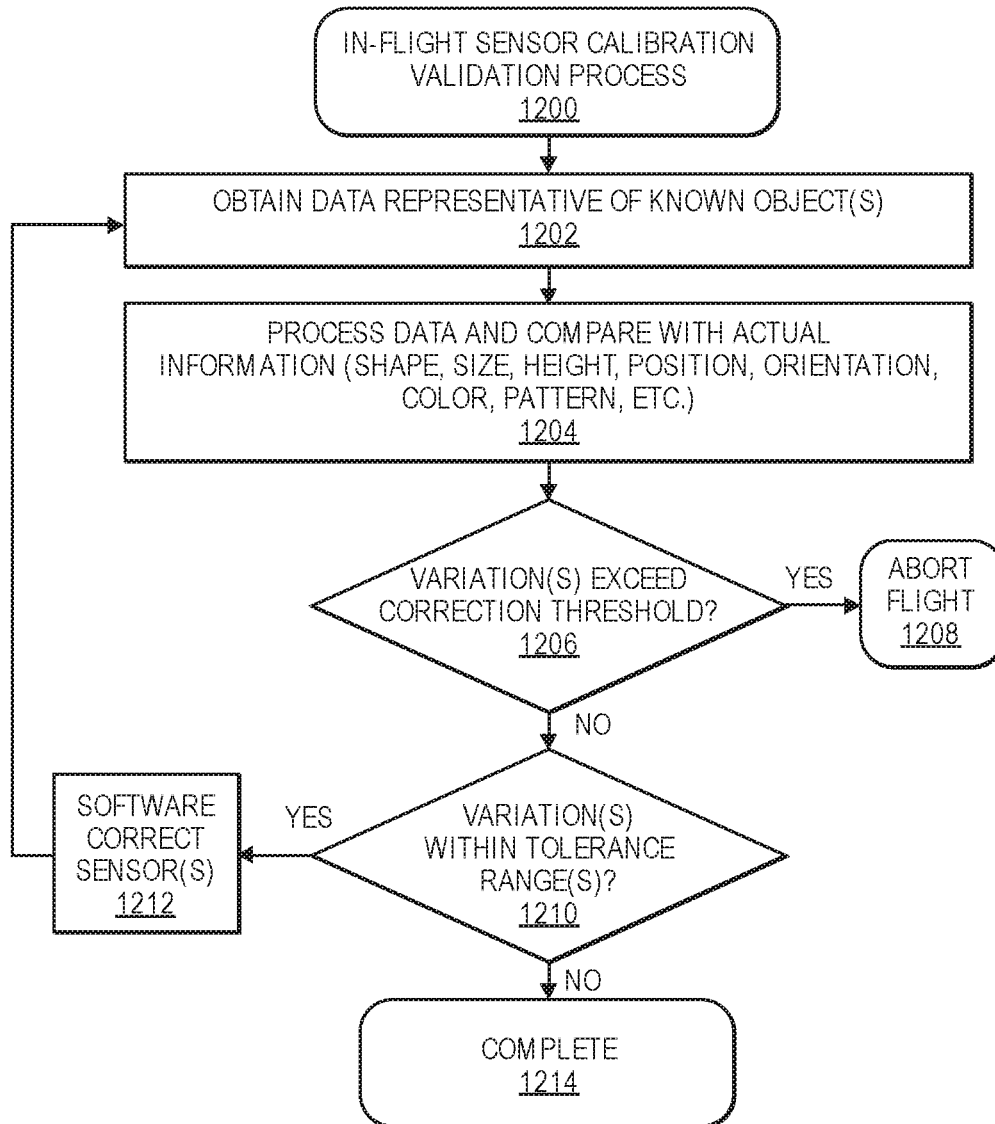 IN-FLIGHT SENSOR CALIBRATION
VALIDATION PROCESS
1200
OBTAIN DATA REPRESENTATIVE OF KNOWN OBJECT(S)
1202
PROCESS DATA AND COMPARE WITH ACTUAL
INFORMATION (SHAPE, SIZE, HEIGHT, POSITION, ORIENTATION,
COLOR, PATTERN, ETC.)
1204
VARIATION(S) EXCEED
CORRECTION THRESHOLD?
1206
YES
ABORT
FLIGHT
1208
NO
VARIATION(S)
WITHIN TOLERANCE
RANGE(S)?
1210
YES
SOFTWARE
CORRECT
SENSOR(S)
1212
NO
COMPLETE
1214